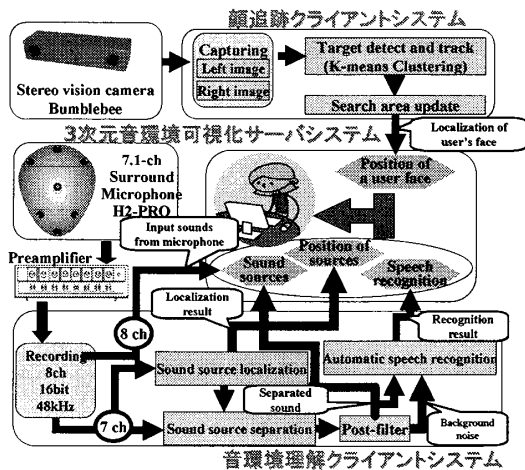 顔追跡クライアントシステム
Stereo vision camera
Bumblebee
Capturing
Left image
Right image
Target detect and track
(K-means Clustering)
Search area update
Localization of
user's face
3次元音環境可視化サーバシステム
7.1-ch
Surround
Microphone
H2-PRO
Position of
a user face
Input sounds
from microphone
Preamplifier
Sound
sources
Position of
sources
Speech
recognition
Localization
result
8 ch
Recognition
result
Recording
8ch
16bit
48kHz
Sound source localization
Automatic speech recognition
7 ch
Separated
sound
Sound source separation
Post-filter
Background
noise
音環境理解クライアントシステム